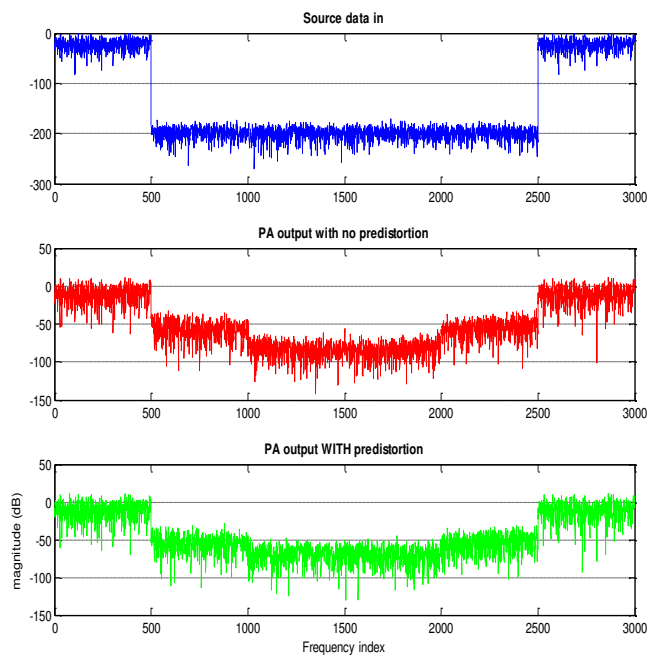 Source data in
0
-100
-200
-300
0 500 1000 1500 2000 2500 3000
PA output with no predistortion
50
0
-50
-100
-150
0 500 1000 1500 2000 2500 3000
PA output WITH predistortion
magnitude (dB)
50
0
-50
-100
-150
0 500 1000 1500 2000 2500 3000
Frequency index